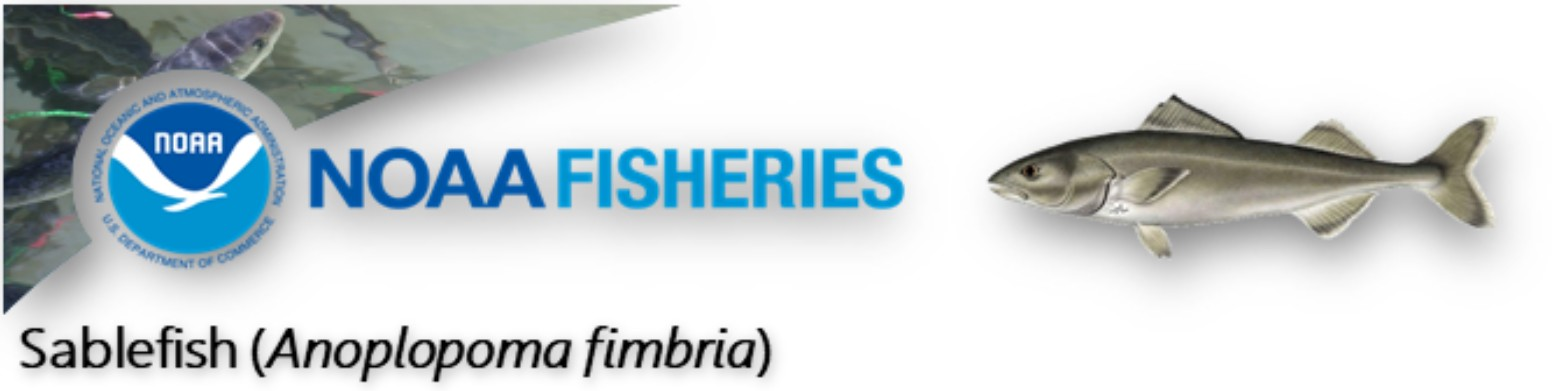 NATIONAL OCEANIC AND ATMOSPHERIC ADMINISTRATION
NOAA
U.S. DEPARTMENT OF COMMERCE
NOAA FISHERIES
Sablefish (Anoplopoma fimbria)